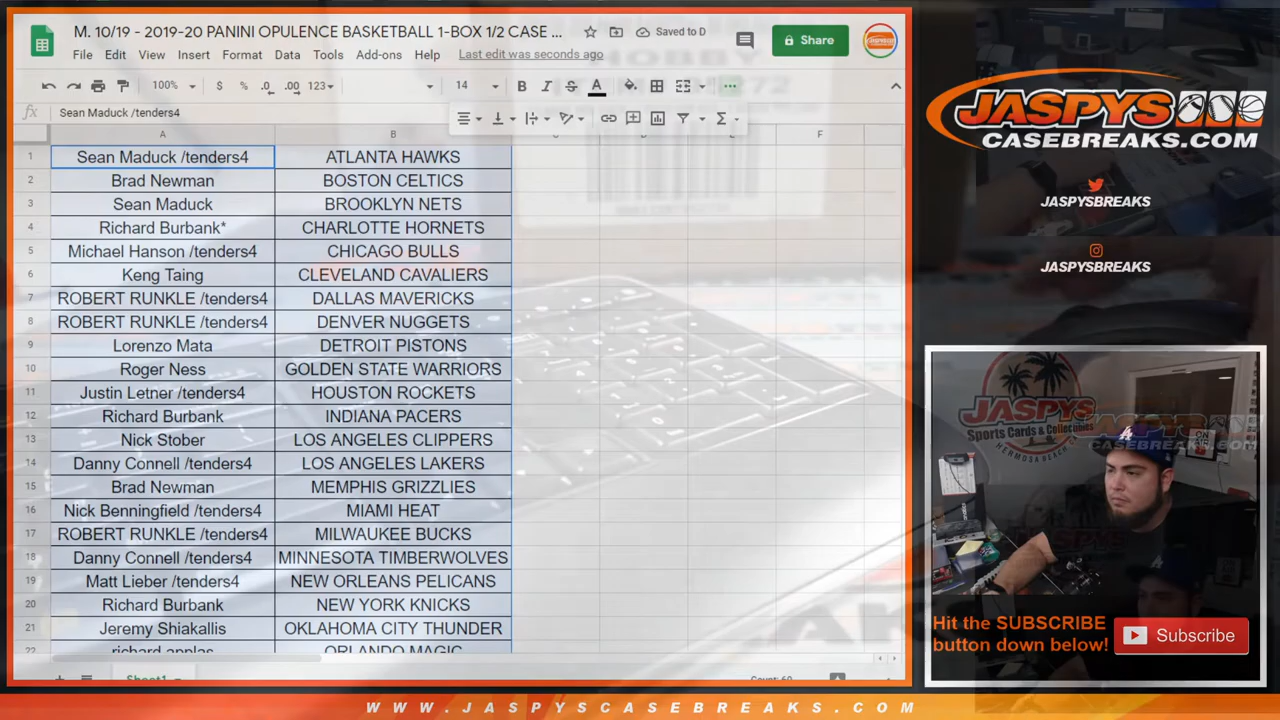 M. 10/19 - 2019-20 PANINI OPULENCE BASKETBALL 1-BOX 1/2 CASE ...
Saved to D
Share
File Edit View Insert Format Data Tools Add-ons Help Last edit was seconds ago
100% $ % .0 .00 123 14 B I S A
fx Sean Maduck /tenders4
A B F
1 Sean Maduck /tenders4 ATLANTA HAWKS
2 Brad Newman BOSTON CELTICS
3 Sean Maduck BROOKLYN NETS
4 Richard Burbank* CHARLOTTE HORNETS
5 Michael Hanson /tenders4 CHICAGO BULLS
6 Keng Taing CLEVELAND CAVALIERS
7 ROBERT RUNKLE /tenders4 DALLAS MAVERICKS
8 ROBERT RUNKLE /tenders4 DENVER NUGGETS
9 Lorenzo Mata DETROIT PISTONS
10 Roger Ness GOLDEN STATE WARRIORS
11 Justin Letner /tenders4 HOUSTON ROCKETS
12 Richard Burbank INDIANA PACERS
13 Nick Stober LOS ANGELES CLIPPERS
14 Danny Connell /tenders4 LOS ANGELES LAKERS
15 Brad Newman MEMPHIS GRIZZLIES
16 Nick Benningfield /tenders4 MIAMI HEAT
17 ROBERT RUNKLE /tenders4 MILWAUKEE BUCKS
18 Danny Connell /tenders4 MINNESOTA TIMBERWOLVES
19 Matt Lieber /tenders4 NEW ORLEANS PELICANS
20 Richard Burbank NEW YORK KNICKS
21 Jeremy Shiakallis OKLAHOMA CITY THUNDER
22 richard applas ORLANDO MAGIC
Sheet1
Count: 60
JASPYS
CASEBREAKS.COM
JASPYSBREAKS
JASPYSBREAKS
JASPYS
Sports Cards & Collectibles
HERMOSA BEACH
Hit the SUBSCRIBE
button down below!
Subscribe
WWW.JASPYSCASEBREAKS.COM